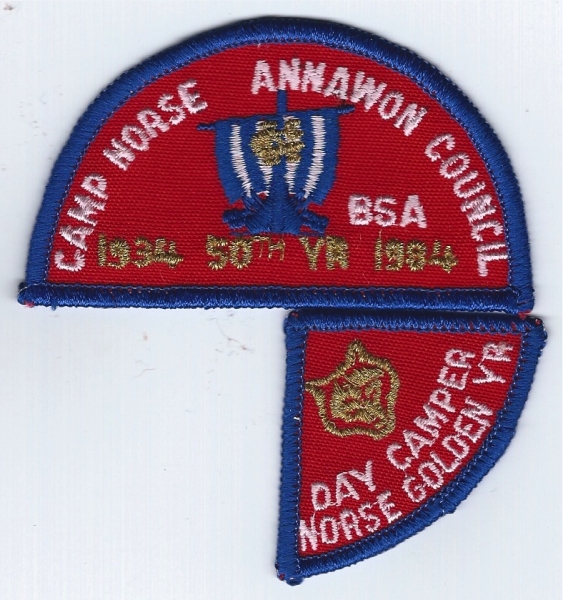 CAMP NORSE ANNAWON COUNCIL
BSA
1934 50TH YR 1984
DAY CAMPER
NORSE GOLDEN YR